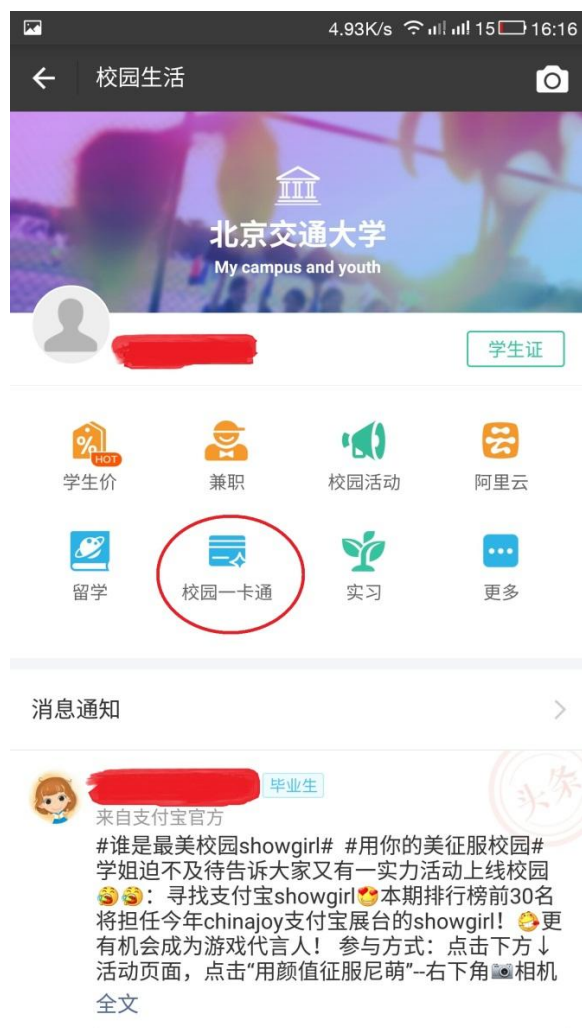 4.93K/s 15 16:16
校园生活
北京交通大学
My campus and youth
学生证
HOT
学生价 兼职 校园活动 阿里云
留学 校园一卡通 实习 更多
消息通知
毕业生
头条
来自支付宝官方
#谁是最美校园showgirl# #用你的美征服校园#
学姐迫不及待告诉大家又有一实力活动上线校园
：寻找支付宝showgirl本期排行榜前30名
将担任今年chinajoy支付宝展台的showgirl！更
有机会成为游戏代言人！ 参与方式：点击下方↓
活动页面，点击“用颜值征服尼萌”--右下角相机
全文